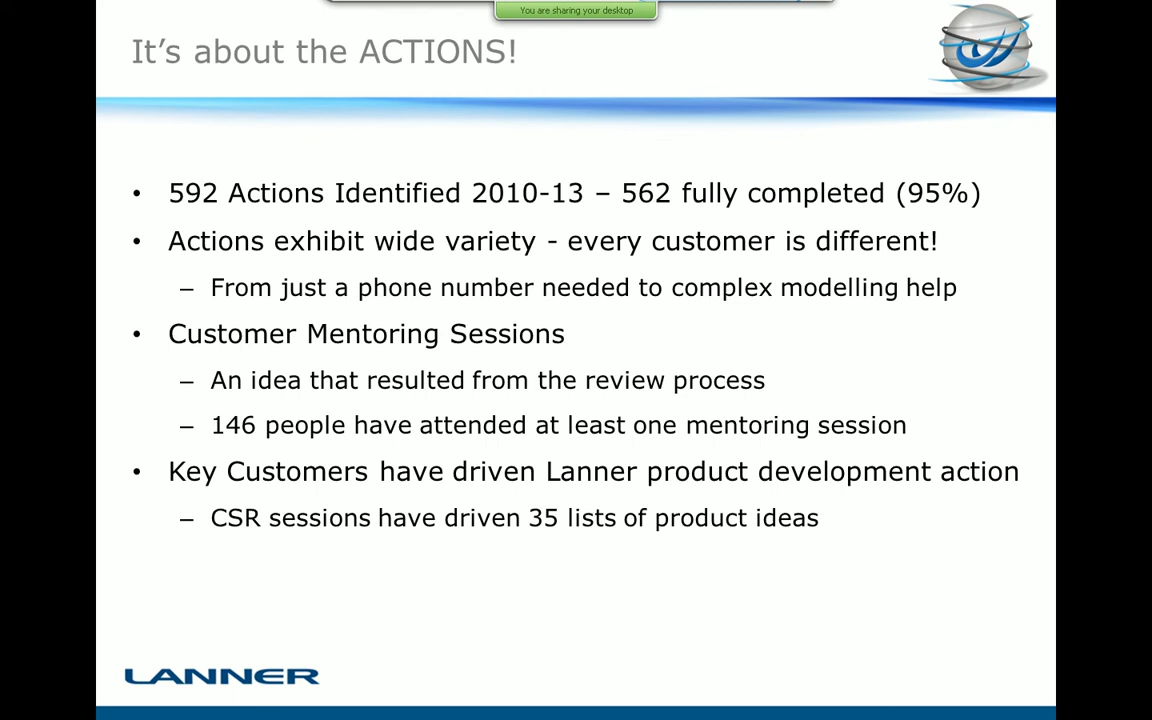 You are sharing your desktop
It's about the ACTIONS!
• 592 Actions Identified 2010-13 – 562 fully completed (95%)
• Actions exhibit wide variety - every customer is different!
– From just a phone number needed to complex modelling help
• Customer Mentoring Sessions
– An idea that resulted from the review process
– 146 people have attended at least one mentoring session
• Key Customers have driven Lanner product development action
– CSR sessions have driven 35 lists of product ideas
LANNER